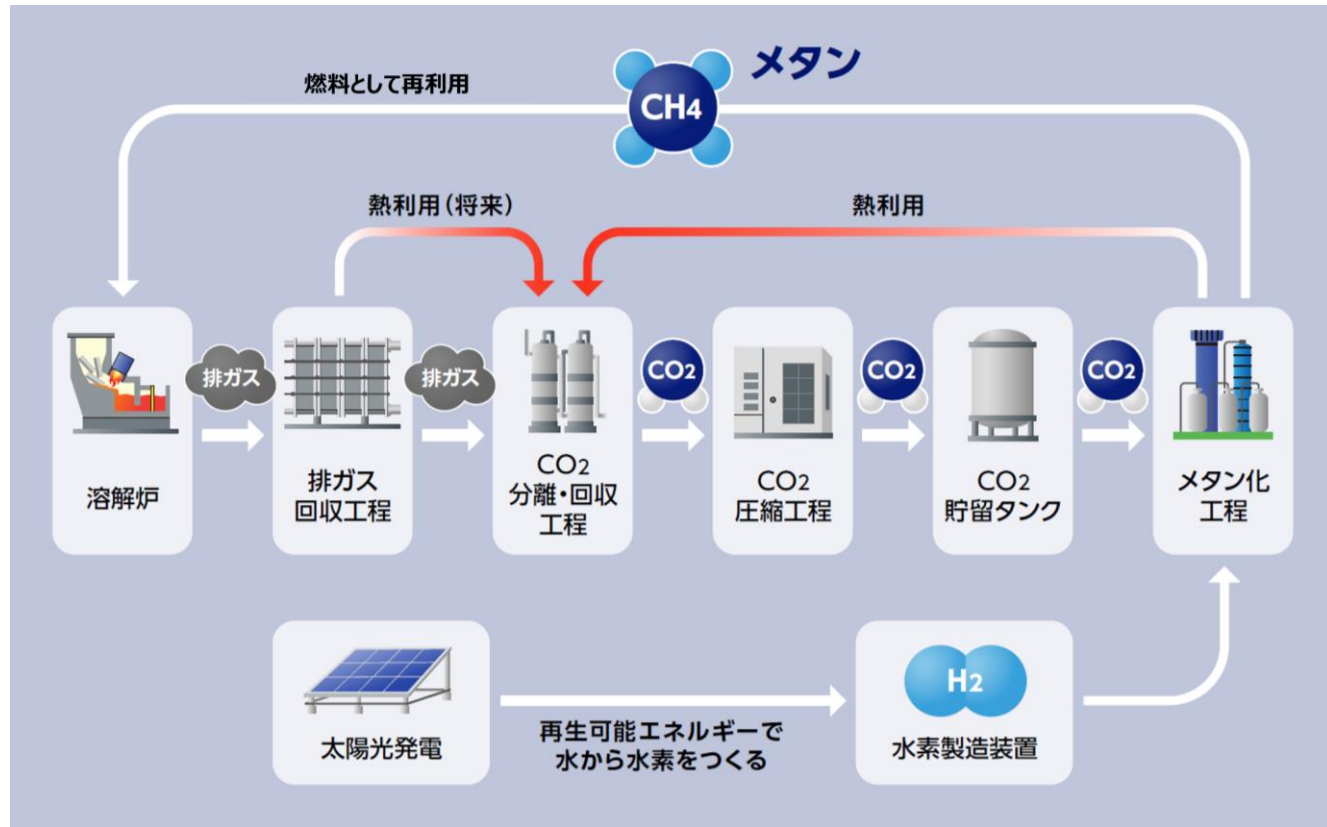 メタン
燃料として再利用
CH4
熱利用（将来）
熱利用
排ガス
排ガス
CO2
CO2
CO2
溶解炉
排ガス
回収工程
CO2
分離・回収
工程
CO2
圧縮工程
CO2
貯留タンク
メタン化
工程
太陽光発電
再生可能エネルギーで
水から水素をつくる
H2
水素製造装置